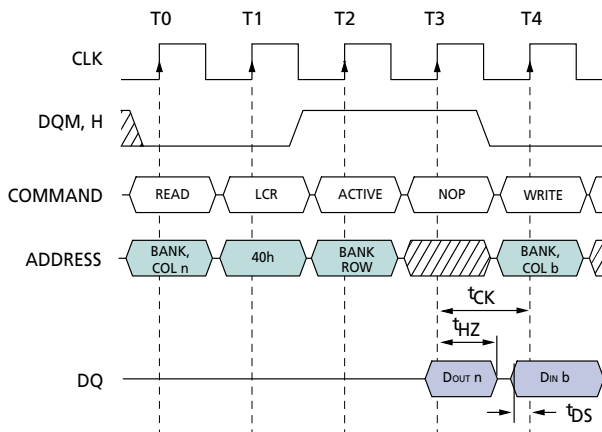 T0 T1 T2 T3 T4
CLK
DQM, H
COMMAND READ LCR ACTIVE NOP WRITE
ADDRESS BANK, COL n 40h BANK ROW BANK, COL b
tCK
tHZ
DQ DOUT n DIN b
tDS